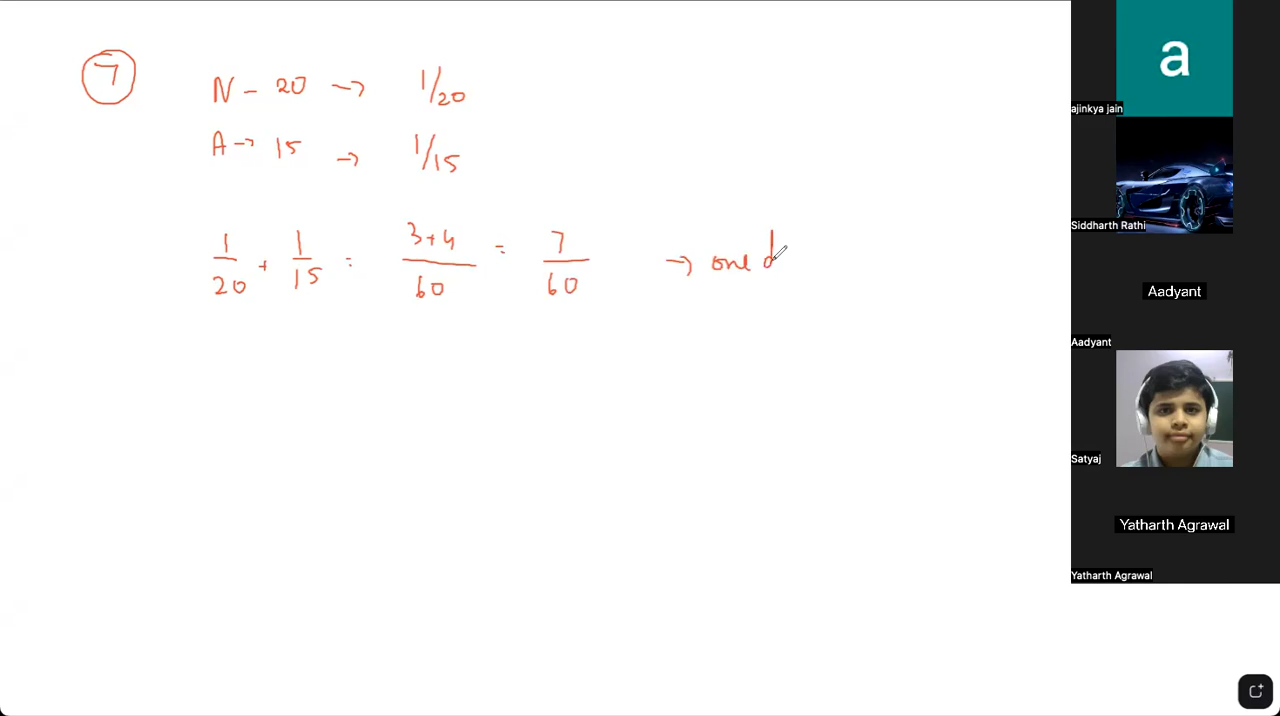 7
N - 20 → 1/20
A → 15 → 1/15
1/20 + 1/15 = 3+4/60 = 7/60 → one d
a
ajinkya jain
Siddharth Rathi
Aadyant
Aadyant
Satyaj
Yatharth Agrawal
Yatharth Agrawal